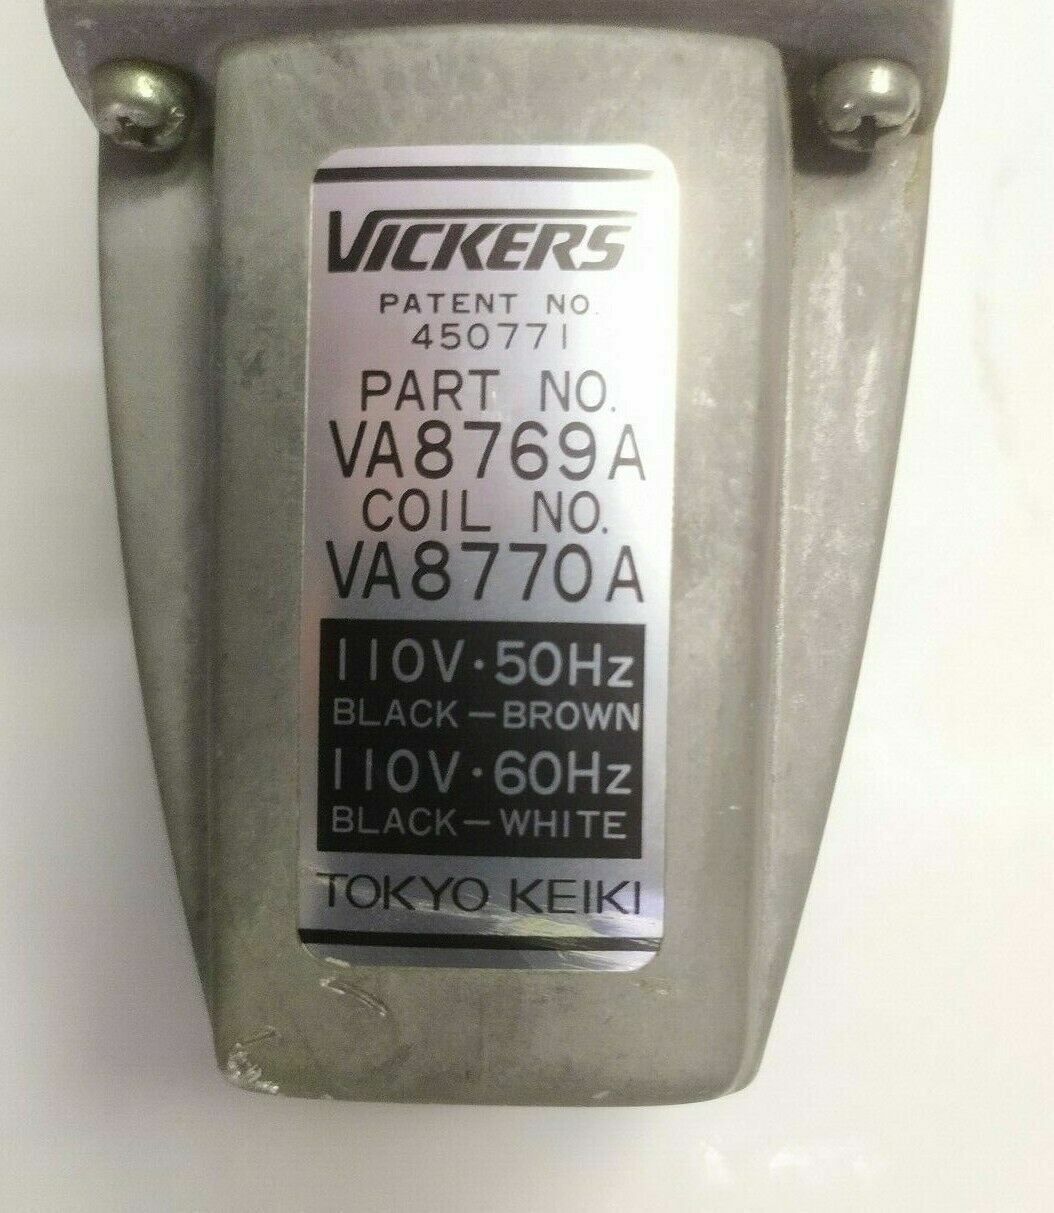 VICKERS
PATENT NO.
450771
PART NO.
VA8769A
COIL NO.
VA8770A
110V·50Hz
BLACK-BROWN
110V·60Hz
BLACK-WHITE
TOKYO KEIKI